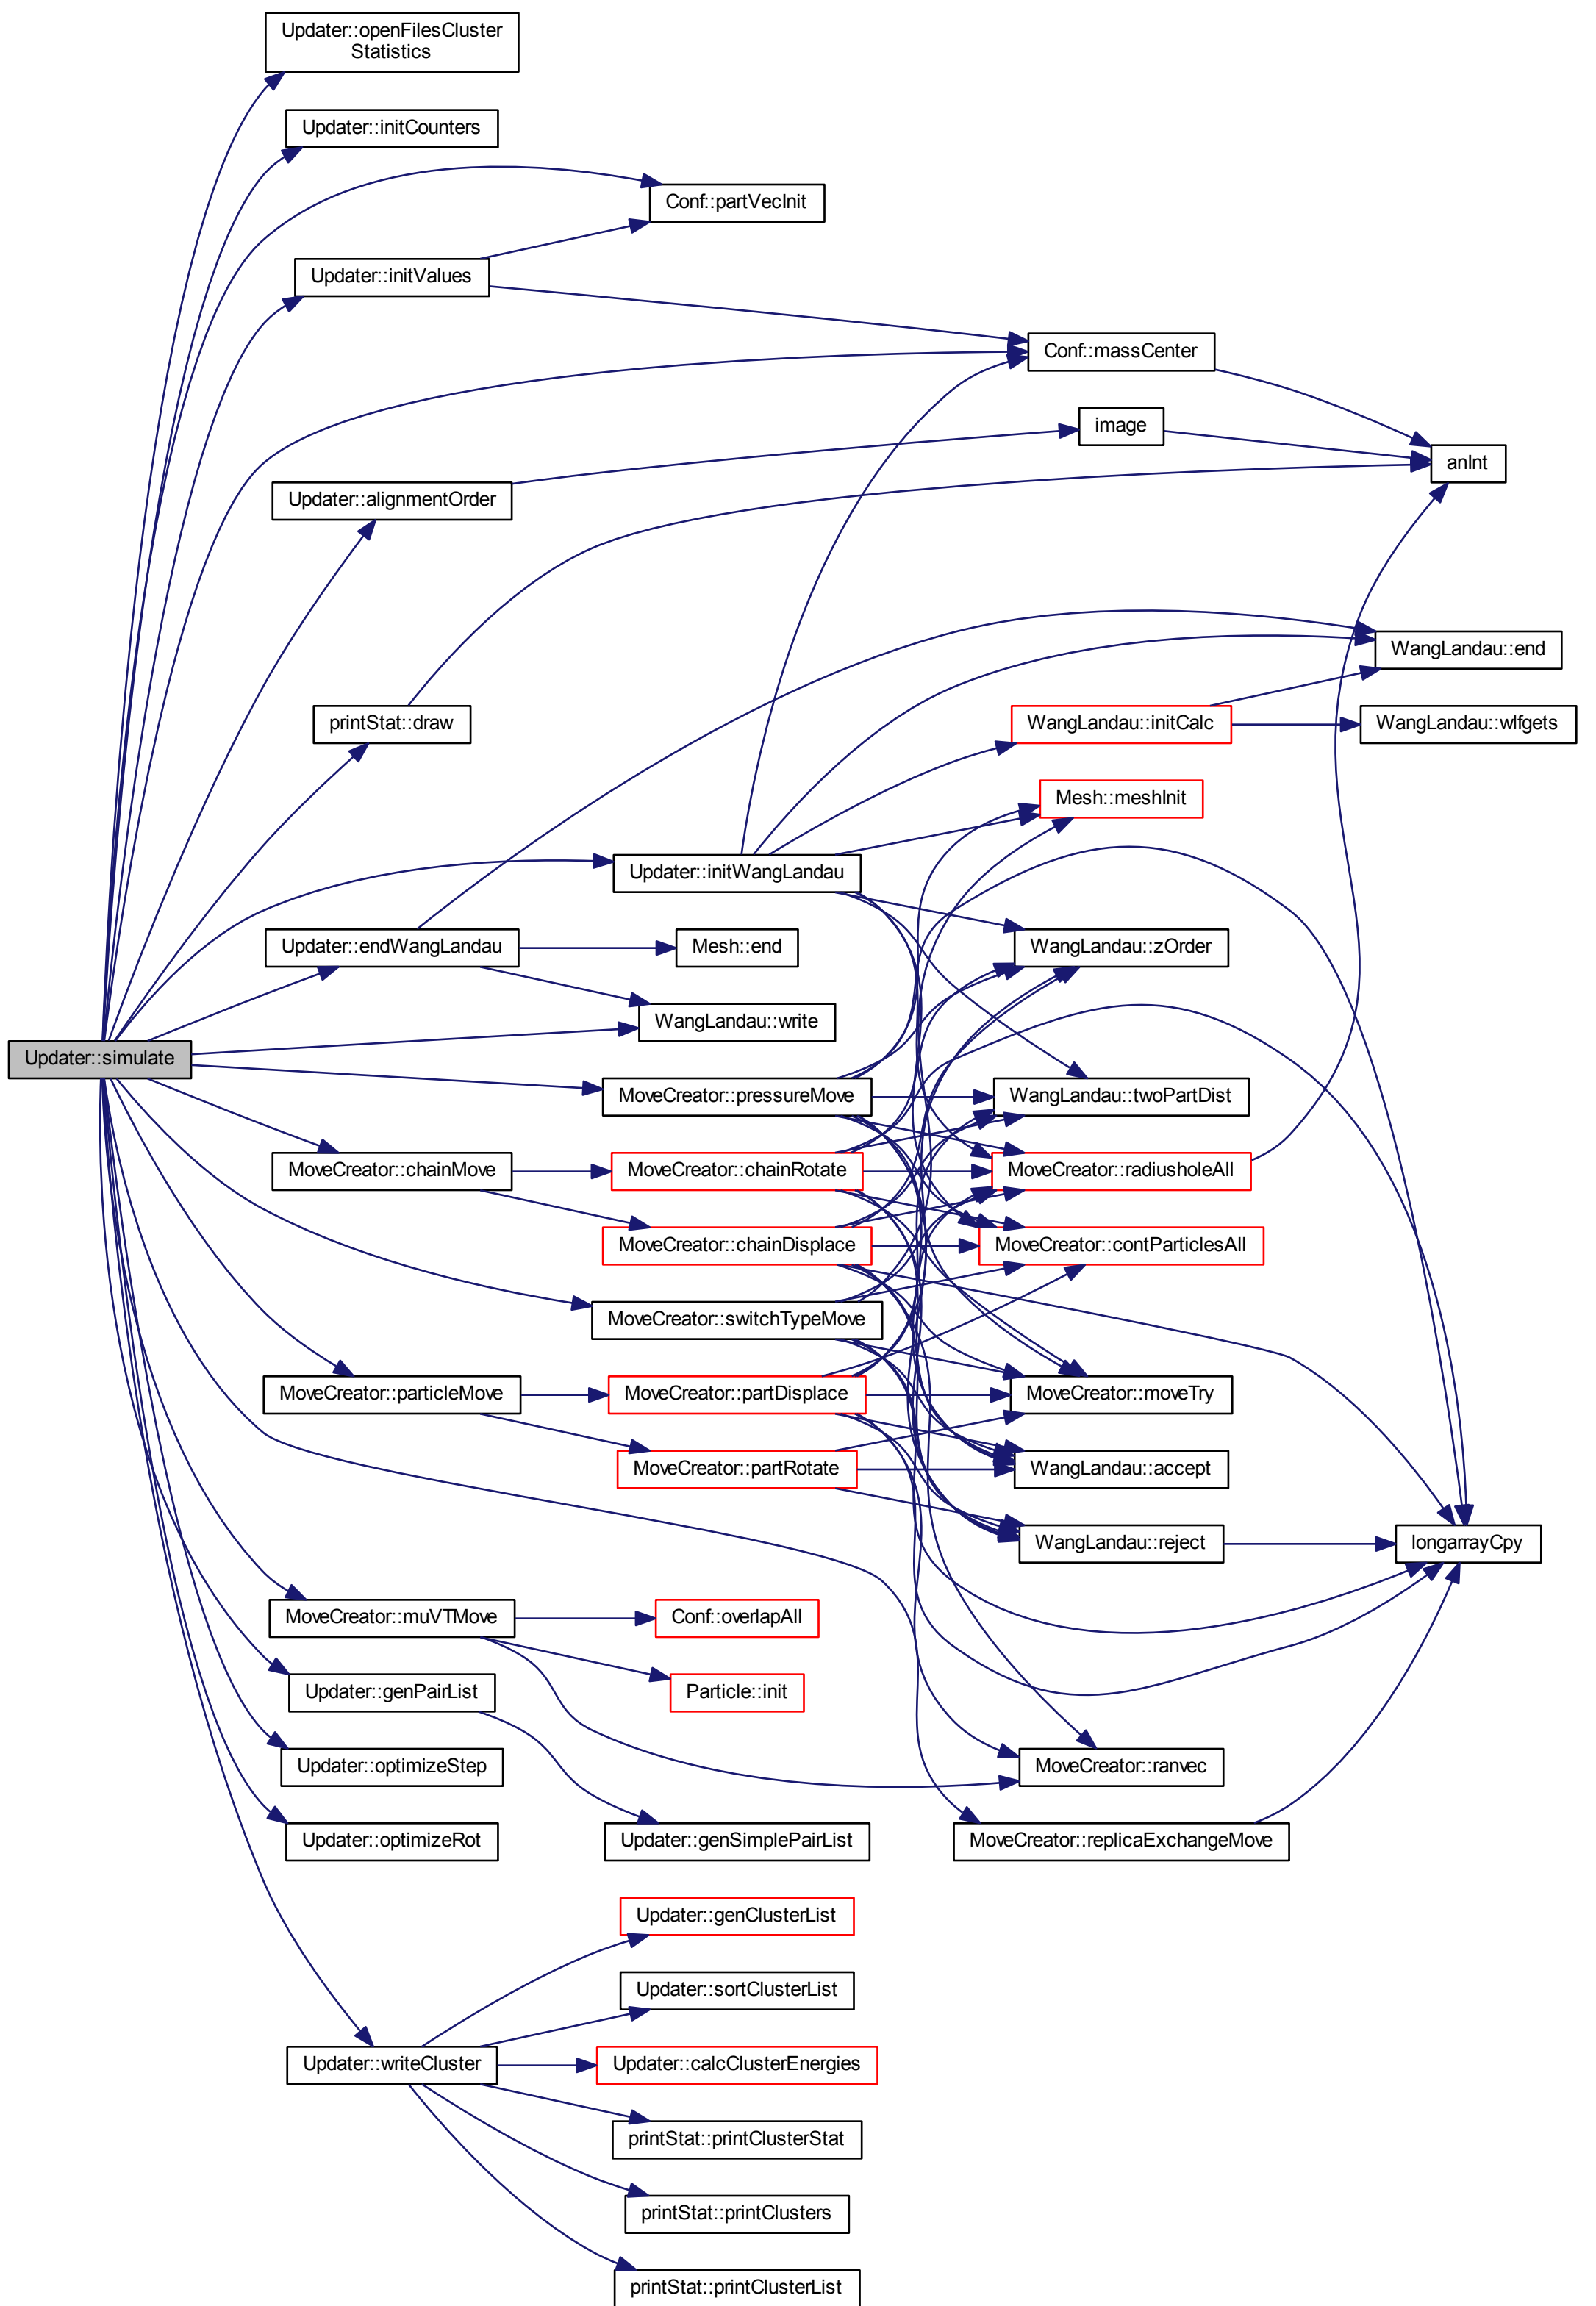 Updater::openFilesCluster
Statistics
Updater::initCounters
Conf::partVecInit
Updater::initValues
Conf::massCenter
image
anInt
Updater::alignmentOrder
WangLandau::end
printStat::draw
WangLandau::initCalc
WangLandau::wlfgets
Mesh::meshInit
Updater::initWangLandau
Updater::endWangLandau
Mesh::end
WangLandau::zOrder
WangLandau::write
Updater::simulate
MoveCreator::pressureMove
WangLandau::twoPartDist
MoveCreator::chainMove
MoveCreator::chainRotate
MoveCreator::radiusholeAll
MoveCreator::chainDisplace
MoveCreator::contParticlesAll
MoveCreator::switchTypeMove
MoveCreator::particleMove
MoveCreator::partDisplace
MoveCreator::moveTry
MoveCreator::partRotate
WangLandau::accept
WangLandau::reject
longarrayCpy
MoveCreator::muVTMove
Conf::overlapAll
Updater::genPairList
Particle::init
Updater::optimizeStep
MoveCreator::ranvec
Updater::optimizeRot
Updater::genSimplePairList
MoveCreator::replicaExchangeMove
Updater::genClusterList
Updater::sortClusterList
Updater::writeCluster
Updater::calcClusterEnergies
printStat::printClusterStat
printStat::printClusters
printStat::printClusterList